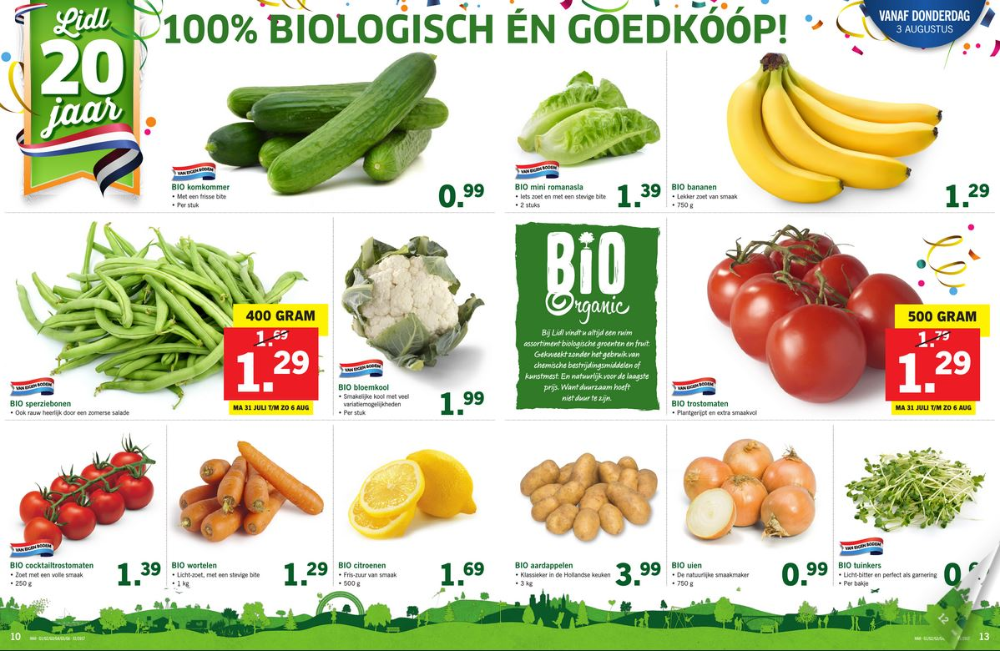 Lidl
20
jaar
100% BIOLOGISCH ÉN GOEDKÓÓP!
VANAF DONDERDAG
3 AUGUSTUS
VAN EIGEN BODEM
BIO komkommer
• Met een frisse bite
• Per stuk
0.99
VAN EIGEN BODEM
BIO mini romanasla
• Iets zoet en met een stevige bite
• 2 stuks
1.39
BIO bananen
• Lekker zoet van smaak
• 750 g
1.29
400 GRAM
1.69
1.29
MA 31 JULI T/M ZO 6 AUG
VAN EIGEN BODEM
BIO sperziebonen
• Ook rauw heerlijk door een zomerse salade
VAN EIGEN BODEM
BIO bloemkool
• Smakelijke kool met veel
variatiemogelijkheden
• Per stuk
1.99
BiO
Organic
Bij Lidl vindt u altijd een ruim
assortiment biologische groenten en fruit.
Gekweekt zonder het gebruik van
chemische bestrijdingsmiddelen of
kunstmest. En natuurlijk voor de laagste
prijs. Want duurzaam hoeft
niet duur te zijn.
500 GRAM
1.79
1.29
MA 31 JULI T/M ZO 6 AUG
VAN EIGEN BODEM
BIO trostomaten
• Plantgerijpt en extra smaakvol
VAN EIGEN BODEM
BIO cocktailtrostomaten
• Zoet met een volle smaak
• 250 g
1.39
BIO wortelen
• Licht-zoet, met een stevige bite
• 1 kg
1.29
BIO citroenen
• Fris-zuur van smaak
• 500 g
1.69
BIO aardappelen
• Klassieker in de Hollandse keuken
• 3 kg
3.99
BIO uien
• De natuurlijke smaakmaker
• 750 g
0.99
VAN EIGEN BODEM
BIO tuinkers
• Licht-bitter en perfect als garnering
• Per bakje
0
10
12
13